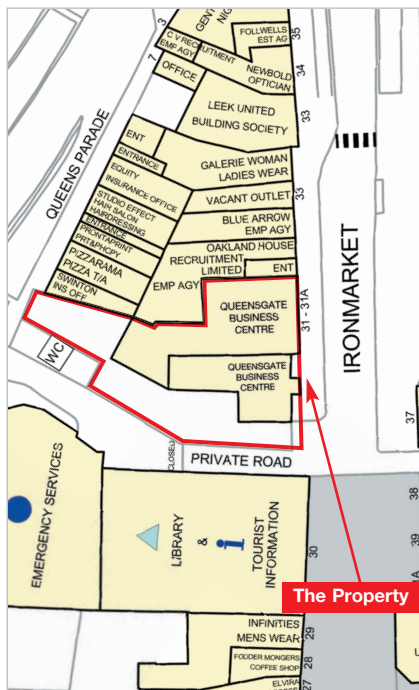 GENT
NIG
3
C V RECRUITMENT
EMP AGY
FOLLWELLS
EST AG
35
7
OFFICE
NEWBOLD
OPTICIAN
34
LEEK UNITED
BUILDING SOCIETY
33
QUEENS PARADE
ENT
ENTRANCE
GALERIE WOMAN
LADIES WEAR
EQUITY
INSURANCE OFFICE
VACANT OUTLET
33
STUDIO EFFECT
HAIR SALON
HAIRDRESSING
BLUE ARROW
EMP AGY
ENTRANCE
PRONTAPRINT
PRT&PHCPY
OAKLAND HOUSE
RECRUITMENT
LIMITED
ENT
PIZZARAMA
PIZZA T/A
EMP AGY
SWINTON
INS OFF
QUEENSGATE
BUSINESS
CENTRE
31 - 31A
IRONMARKET
WC
QUEENSGATE
BUSINESS
CENTRE
37
CLOSED
PRIVATE ROAD
EMERGENCY SERVICES
LIBRARY
&
i
TOURIST
INFORMATION
30
38
39
The Property
INFINITIES
MENS WEAR
29
FODDER MONGERS
COFFEE SHOP
28
ELVIRA
27